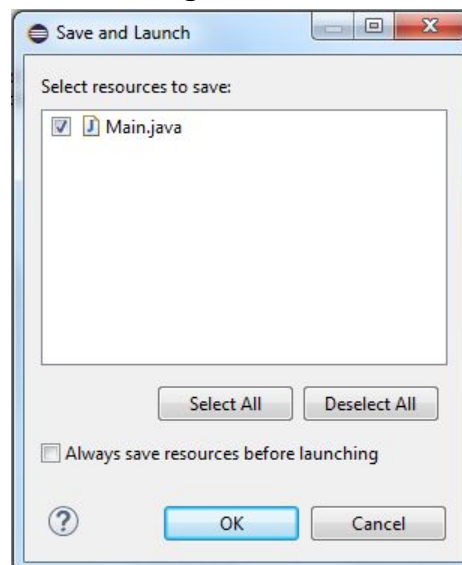 Save and Launch
Select resources to save:
Main.java
Select All
Deselect All
Always save resources before launching
OK
Cancel